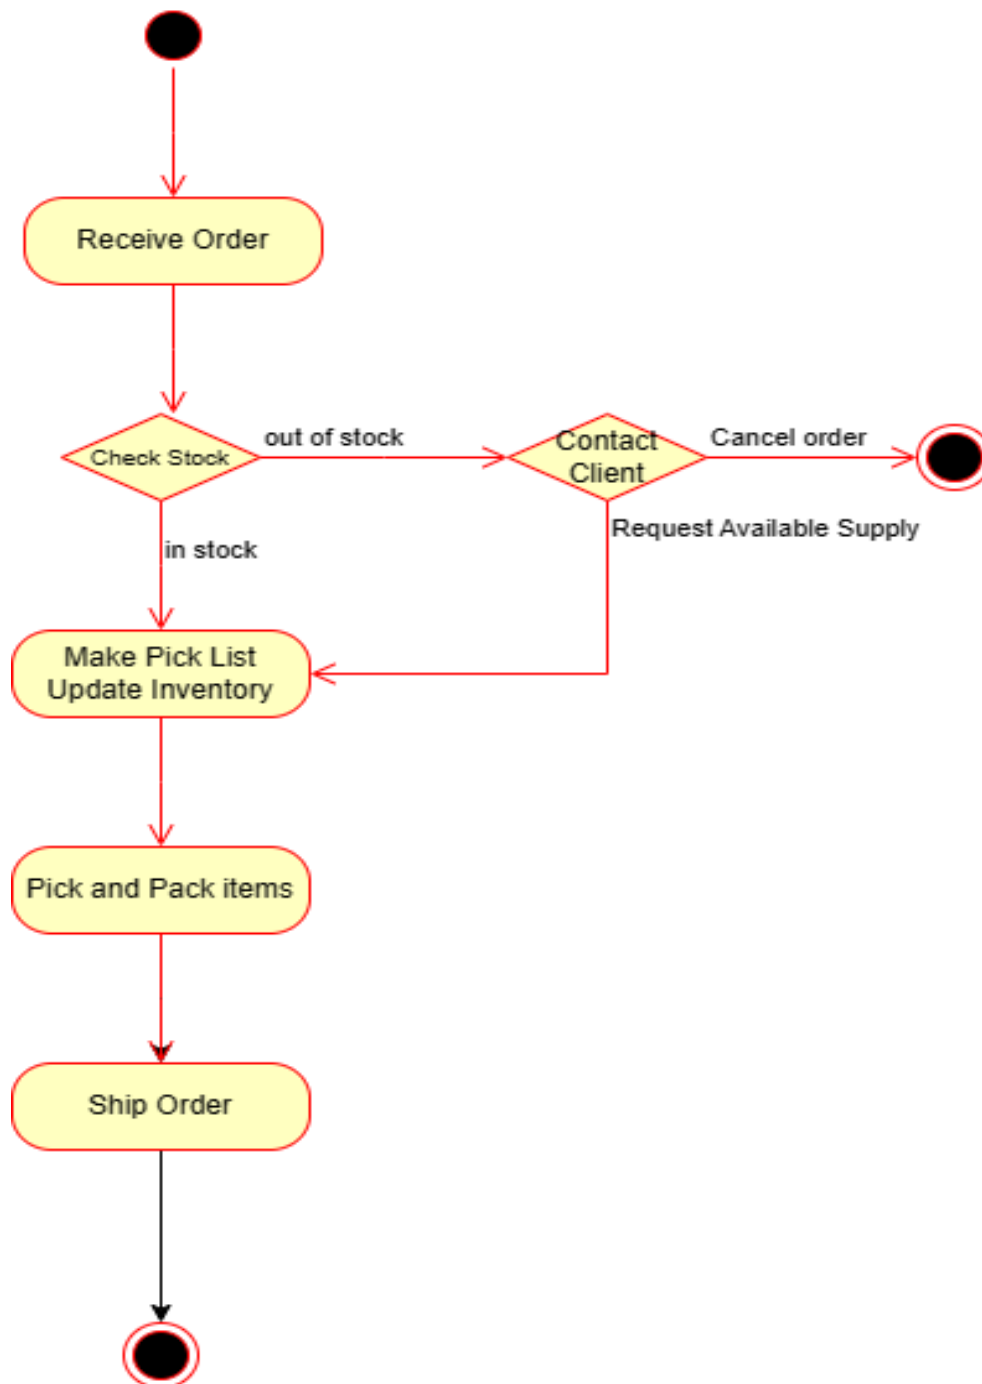 Receive Order
Check Stock
out of stock
Contact
Client
Cancel order
Request Available Supply
in stock
Make Pick List
Update Inventory
Pick and Pack items
Ship Order